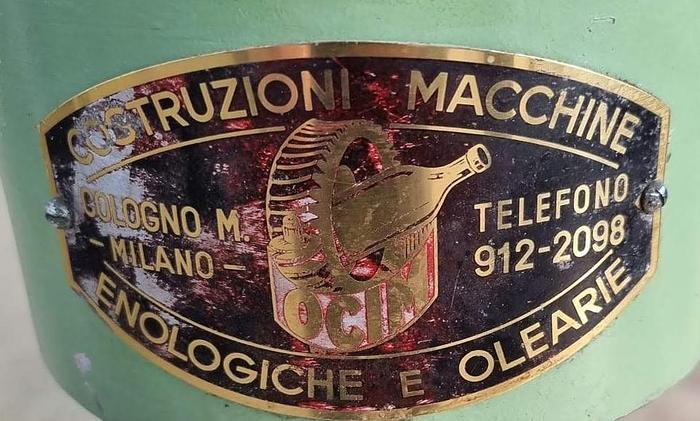 COSTRUZIONI MACCHINE
COLOGNO M.
– MILANO –
OCIM
TELEFONO
912-2098
ENOLOGICHE E OLEARIE